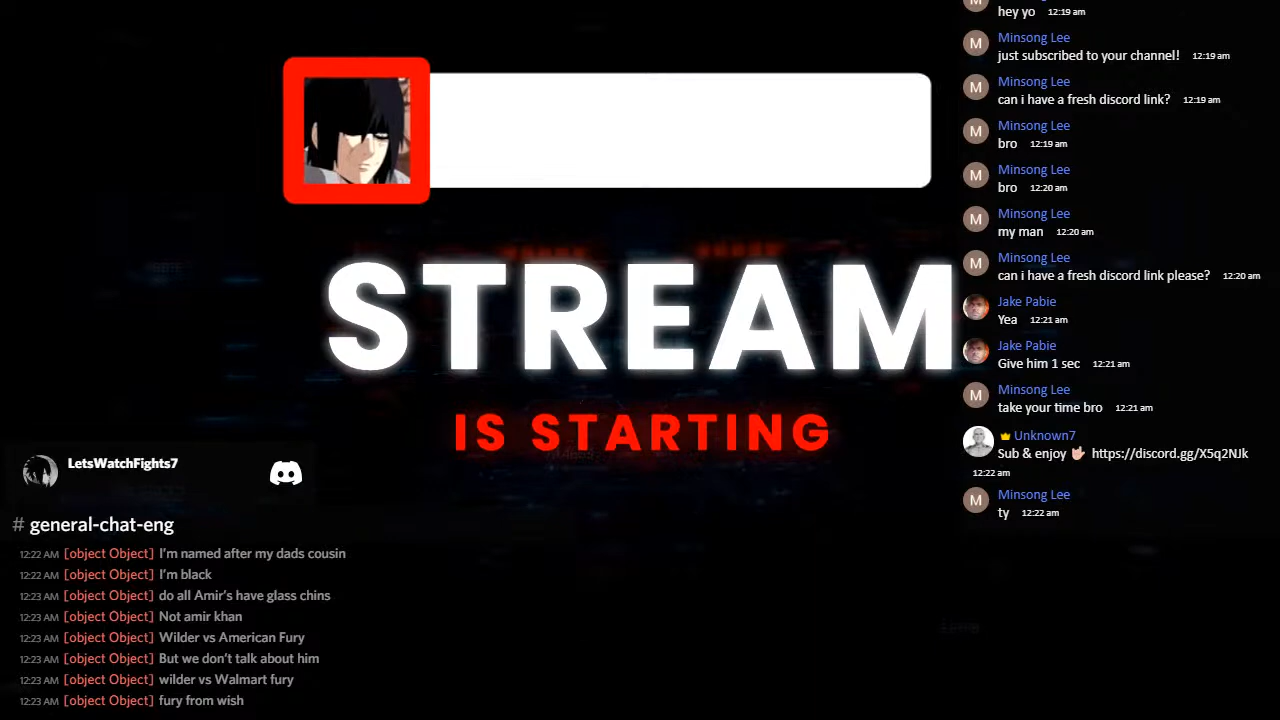 STREAM
IS STARTING
LetsWatchFights7
# general-chat-eng
12:22 AM [object Object] I'm named after my dads cousin
12:22 AM [object Object] I'm black
12:23 AM [object Object] do all Amir's have glass chins
12:23 AM [object Object] Not amir khan
12:23 AM [object Object] Wilder vs American Fury
12:23 AM [object Object] But we don't talk about him
12:23 AM [object Object] wilder vs Walmart fury
12:23 AM [object Object] fury from wish
hey yo 12:19 am
M Minsong Lee
just subscribed to your channel! 12:19 am
M Minsong Lee
can i have a fresh discord link? 12:19 am
M Minsong Lee
bro 12:19 am
M Minsong Lee
bro 12:20 am
M Minsong Lee
my man 12:20 am
M Minsong Lee
can i have a fresh discord link please? 12:20 am
Jake Pabie
Yea 12:21 am
Jake Pabie
Give him 1 sec 12:21 am
M Minsong Lee
take your time bro 12:21 am
Unknown7
Sub & enjoy 🤟🏻 https://discord.gg/X5q2NJk
12:22 am
M Minsong Lee
ty 12:22 am